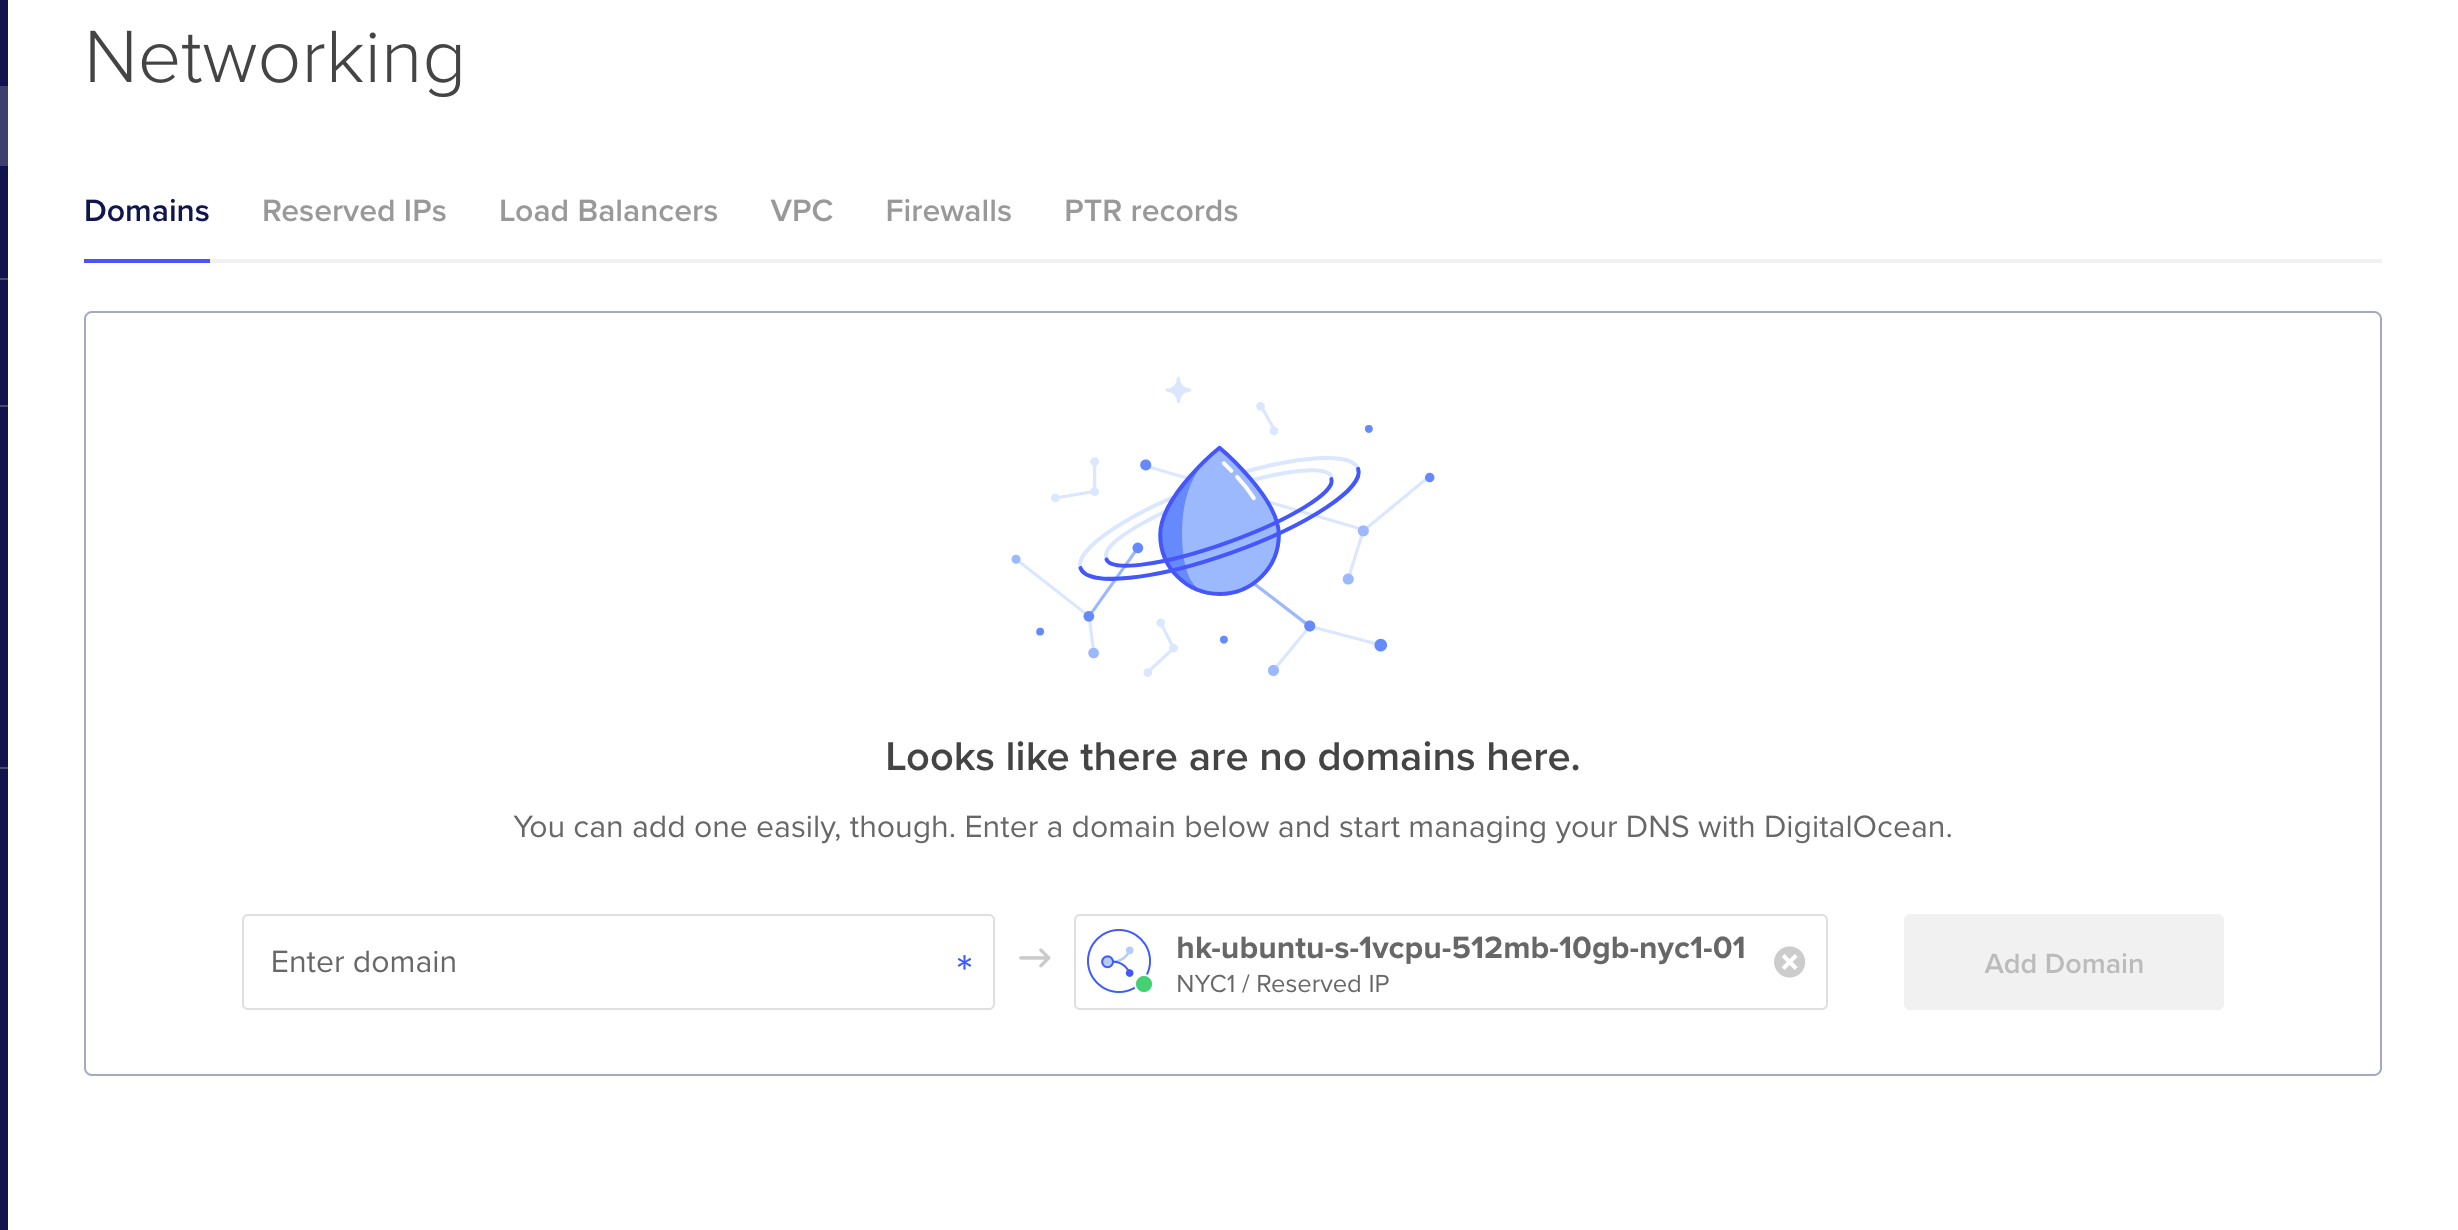 Networking
Domains
Reserved IPs
Load Balancers
VPC
Firewalls
PTR records
Looks like there are no domains here.
You can add one easily, though. Enter a domain below and start managing your DNS with DigitalOcean.
Enter domain *
hk-ubuntu-s-1vcpu-512mb-10gb-nyc1-01
NYC1 / Reserved IP
Add Domain